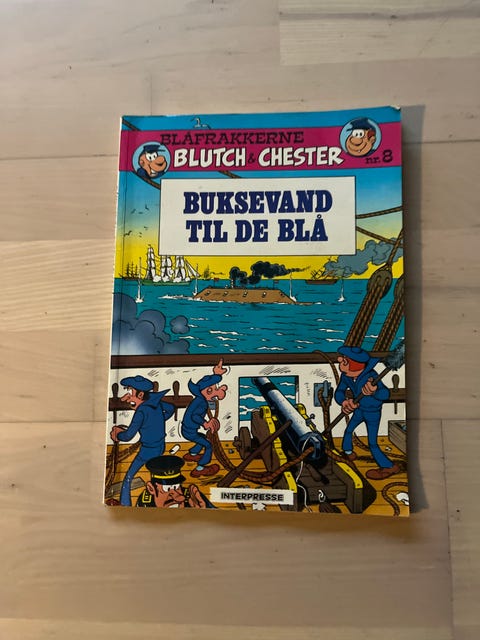 BLÅFRAKKERNE
BLUTCH & CHESTER
nr. 8
BUKSEVAND
TIL DE BLÅ
INTERPRESSE